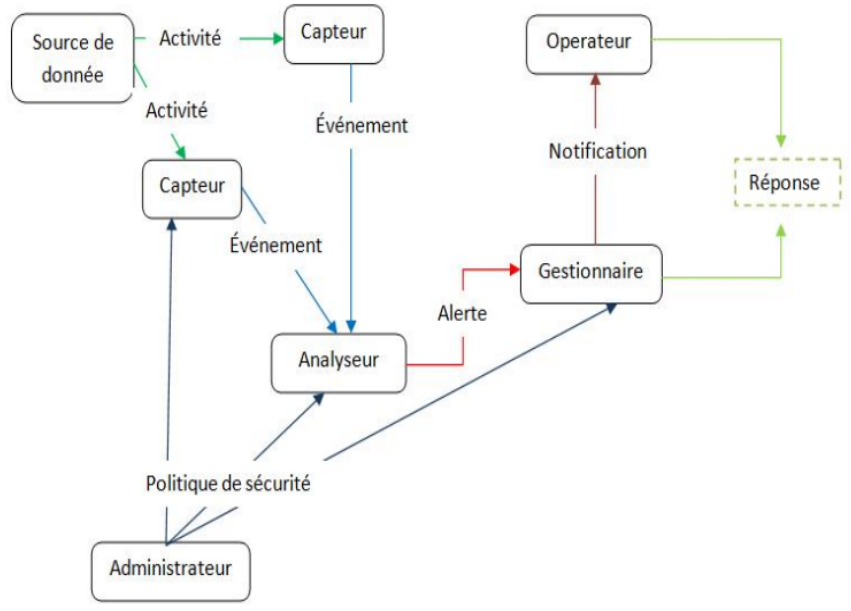 Source de
donnée
Activité
Capteur
Operateur
Activité
Événement
Notification
Capteur
Réponse
Événement
Gestionnaire
Alerte
Analyseur
Politique de sécurité
Administrateur